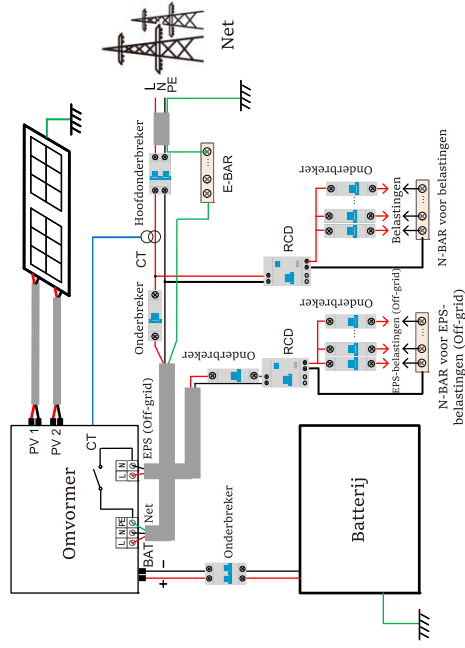 Net
L
N
PE
Hoofdonderbreker
E-BAR
CT
Onderbreker
RCD
Onderbreker
Belastingen
N-BAR voor belastingen
Onderbreker
RCD
Onderbreker
EPS-belastingen (Off-grid)
N-BAR voor EPS-
belastingen (Off-grid)
PV 1
PV 2
CT
Omvormer
EPS (Off-grid)
L N
Net
L N PE
BAT
+ −
Onderbreker
Batterij